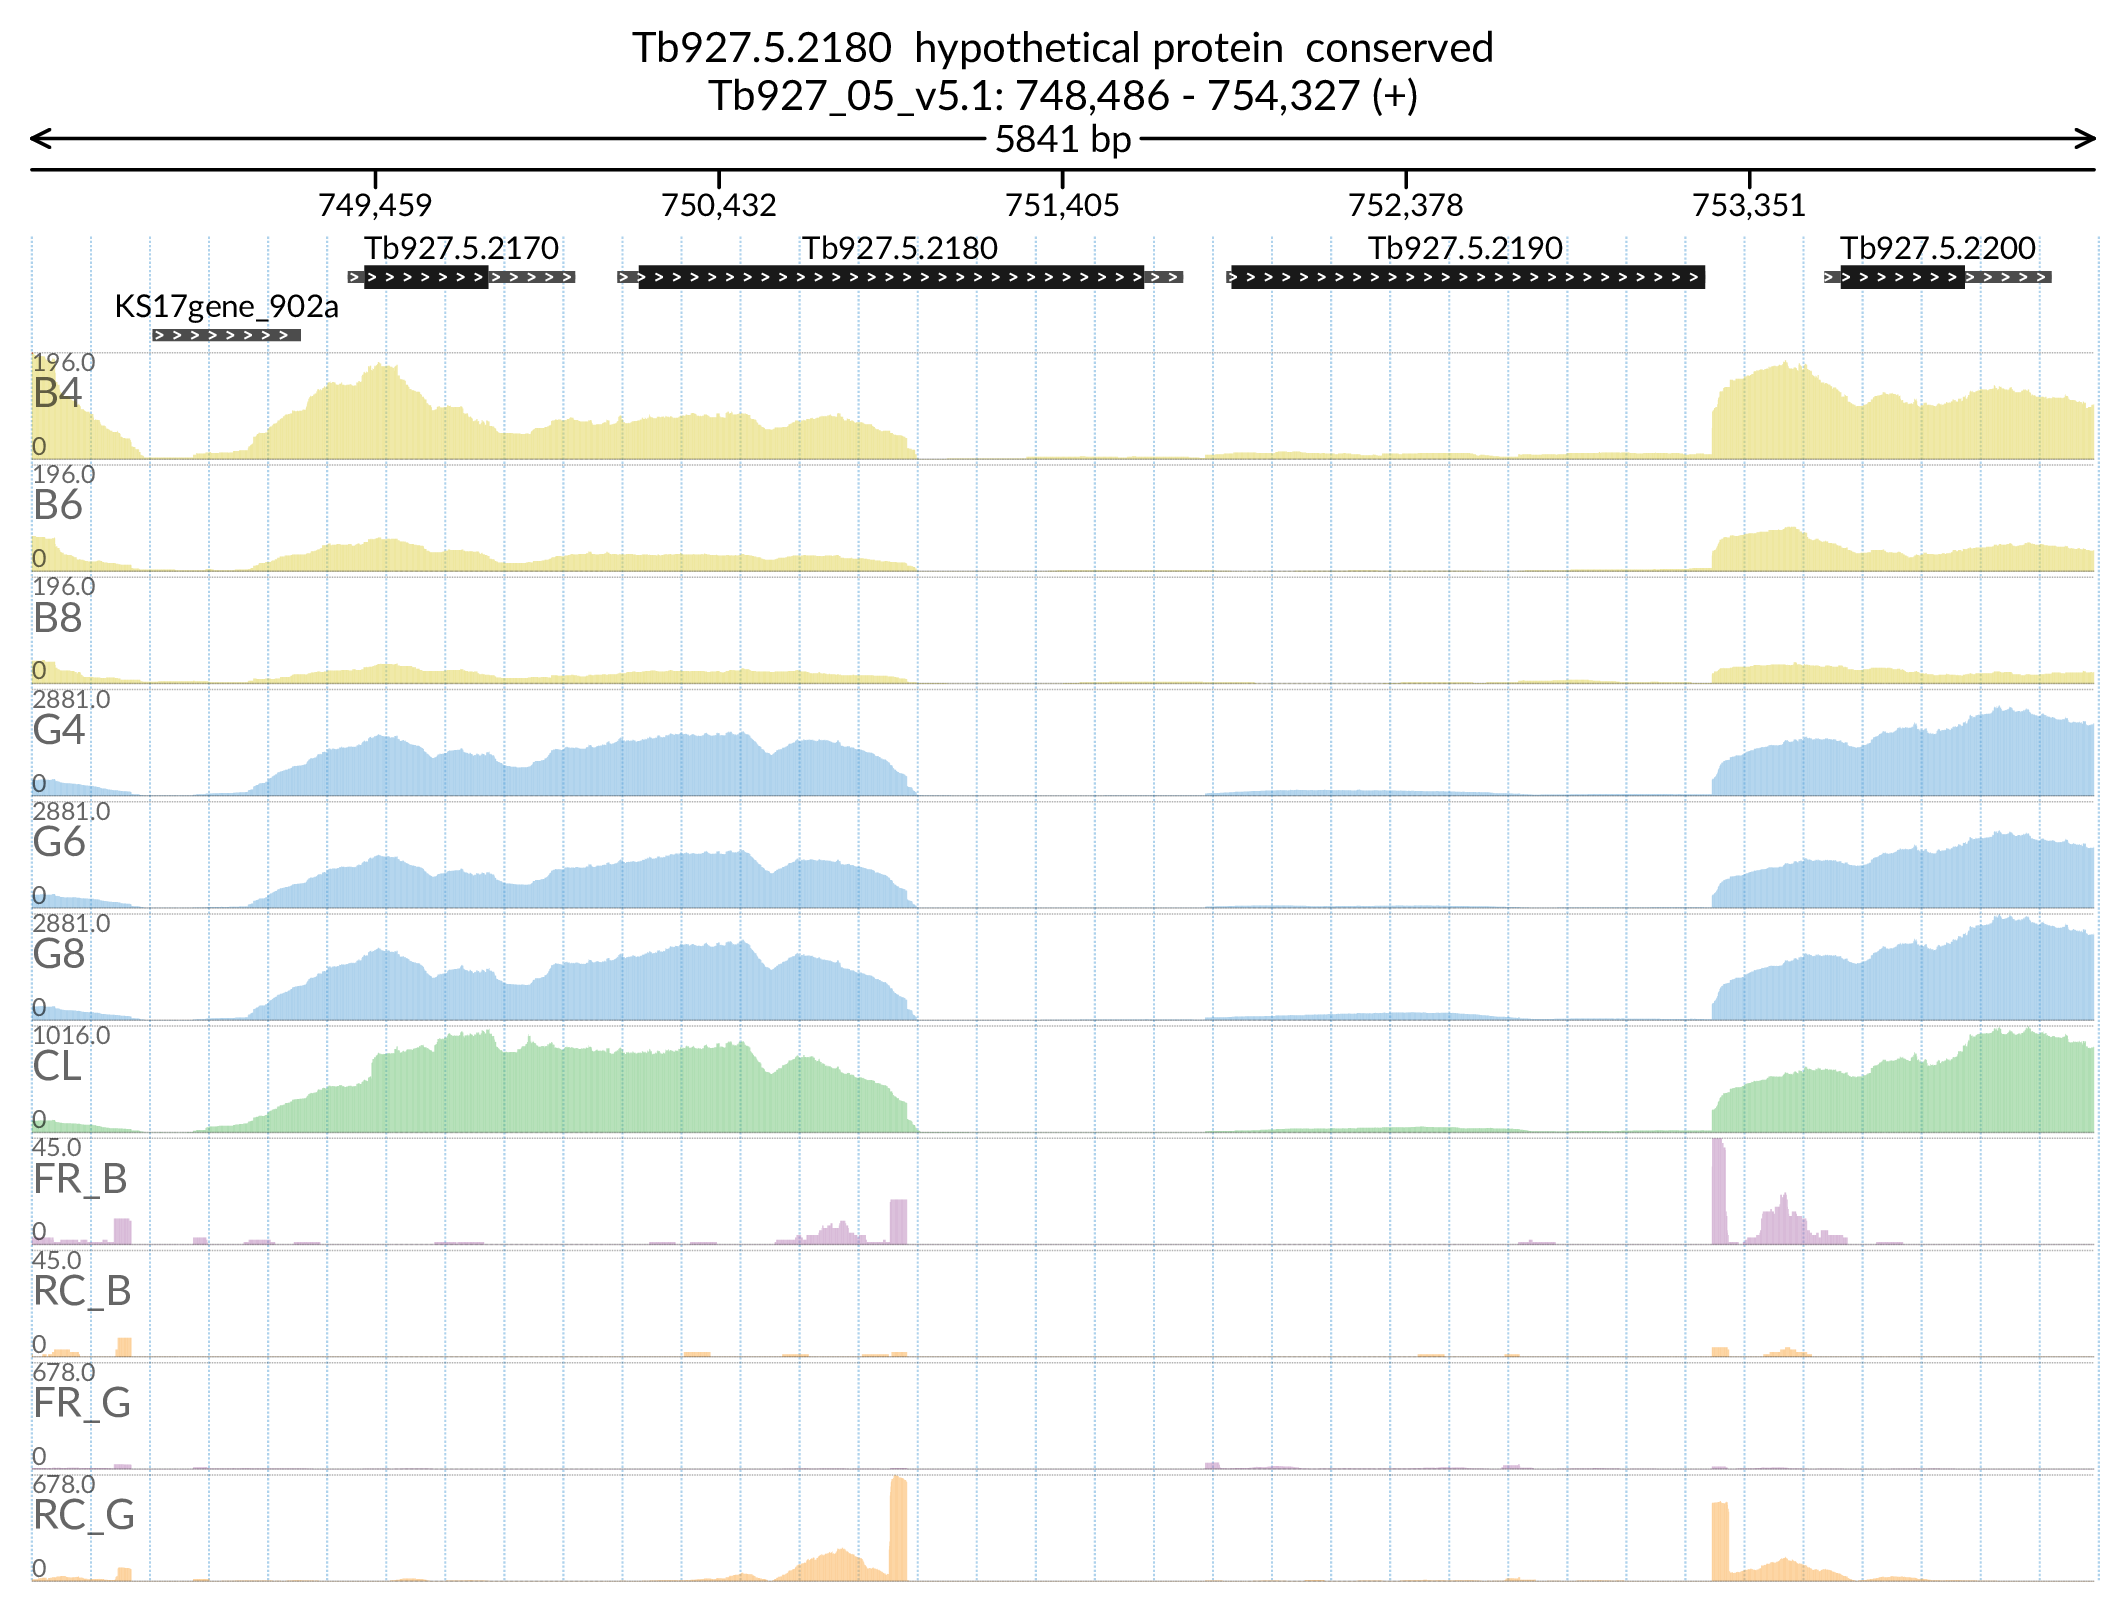 Tb927.5.2180 hypothetical protein conserved
Tb927_05_v5.1: 748,486 - 754,327 (+)
5841 bp
749,459 750,432 751,405 752,378 753,351
Tb927.5.2170 Tb927.5.2180 Tb927.5.2190 Tb927.5.2200
KS17gene_902a
196.0
B4
0
196.0
B6
0
196.0
B8
0
2881.0
G4
0
2881.0
G6
0
2881.0
G8
0
1016.0
CL
0
45.0
FR_B
0
45.0
RC_B
0
678.0
FR_G
0
678.0
RC_G
0